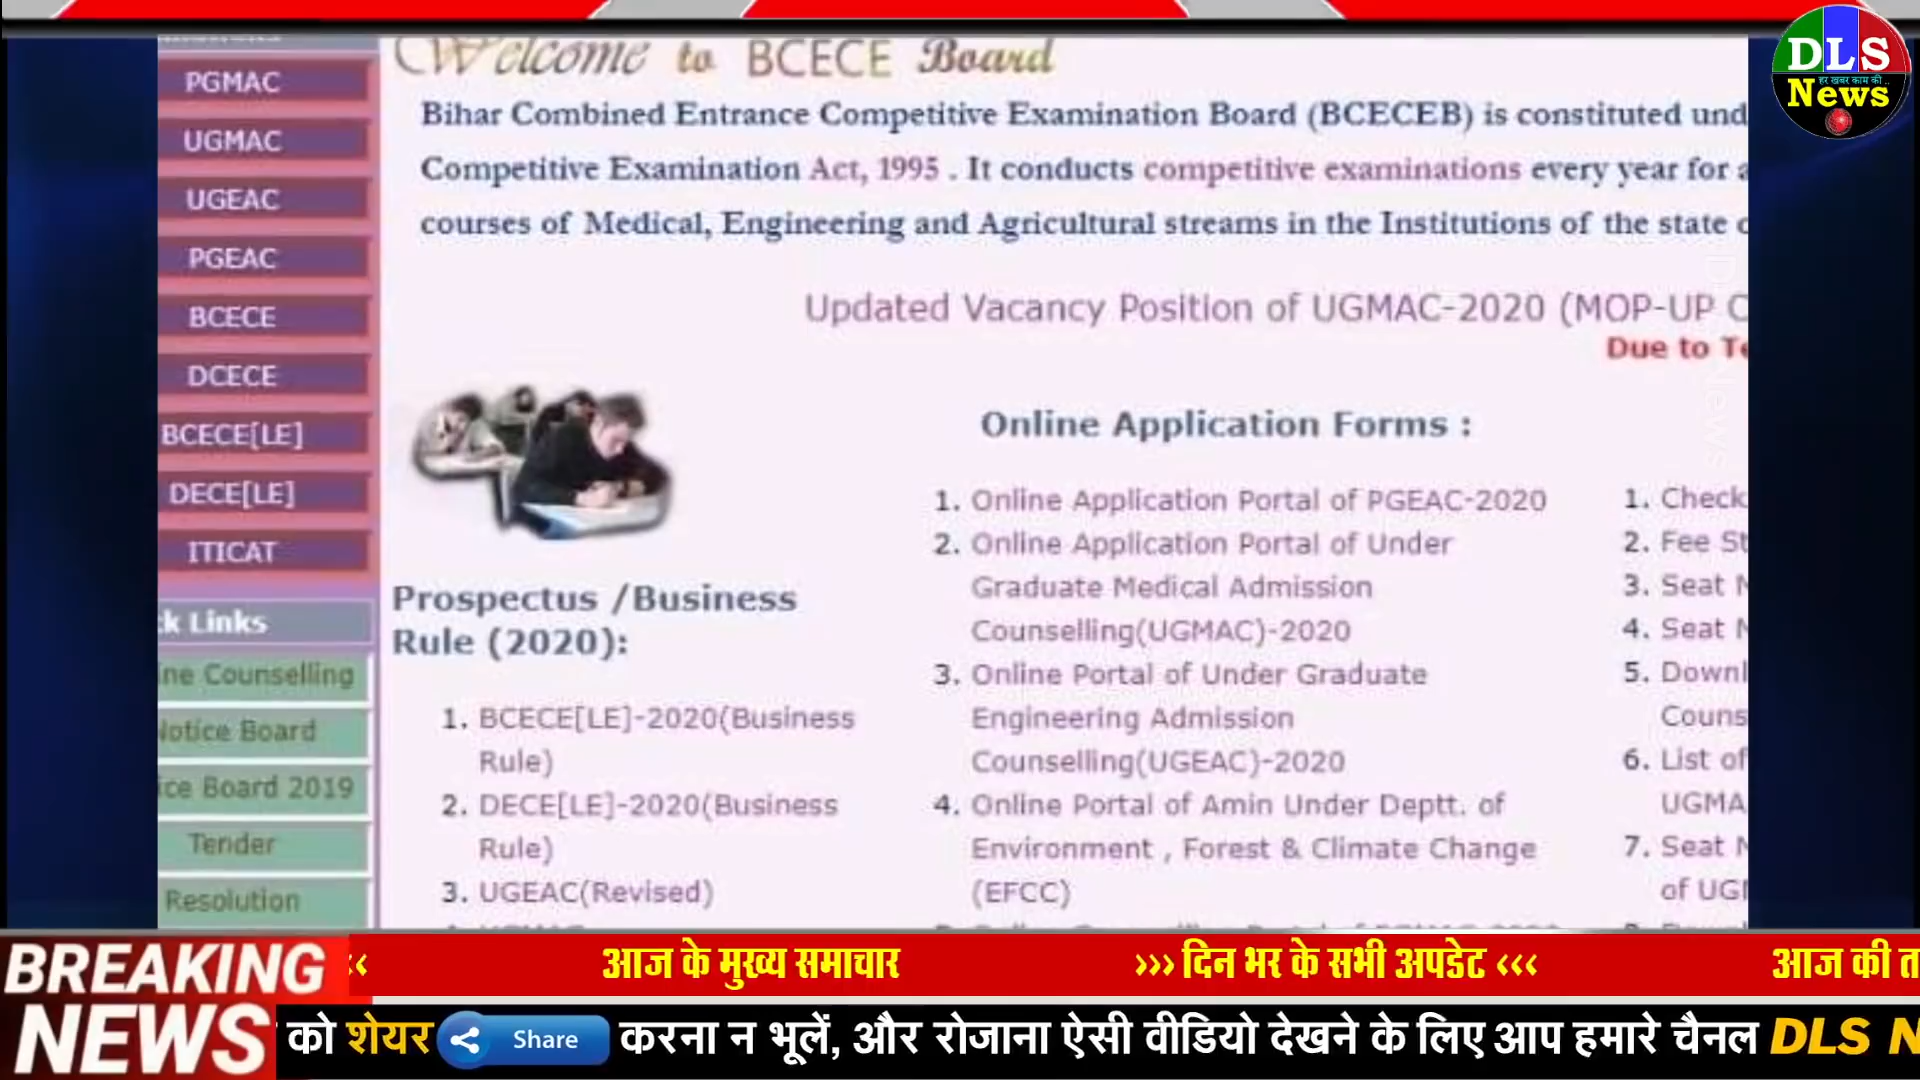 DLS
हर खबर काम की..
News
Welcome to BCECE Board
PGMAC
UGMAC
UGEAC
PGEAC
BCECE
DCECE
BCECE[LE]
DECE[LE]
ITICAT
Links
Counselling
Notice Board
Board 2019
Tender
Resolution
Bihar Combined Entrance Competitive Examination Board (BCECEB) is constituted und
Competitive Examination Act, 1995 . It conducts competitive examinations every year for a
courses of Medical, Engineering and Agricultural streams in the Institutions of the state
Updated Vacancy Position of UGMAC-2020 (MOP-UP
Due to
Prospectus /Business
Rule (2020):
1. BCECE[LE]-2020(Business
Rule)
2. DECE[LE]-2020(Business
Rule)
3. UGEAC(Revised)
Online Application Forms :
1. Online Application Portal of PGEAC-2020
2. Online Application Portal of Under
Graduate Medical Admission
Counselling(UGMAC)-2020
3. Online Portal of Under Graduate
Engineering Admission
Counselling(UGEAC)-2020
4. Online Portal of Amin Under Deptt. of
Environment , Forest & Climate Change
(EFCC)
1. Check
2. Fee St
3. Seat
4. Seat
5. Downl
Couns
6. List of
UGMA
7. Seat
of UG
BREAKING
NEWS
‹‹ आज के मुख्य समाचार ››› दिन भर के सभी अपडेट ‹‹‹ आज की त
को शेयर Share करना न भूलें, और रोजाना ऐसी वीडियो देखने के लिए आप हमारे चैनल DLS N